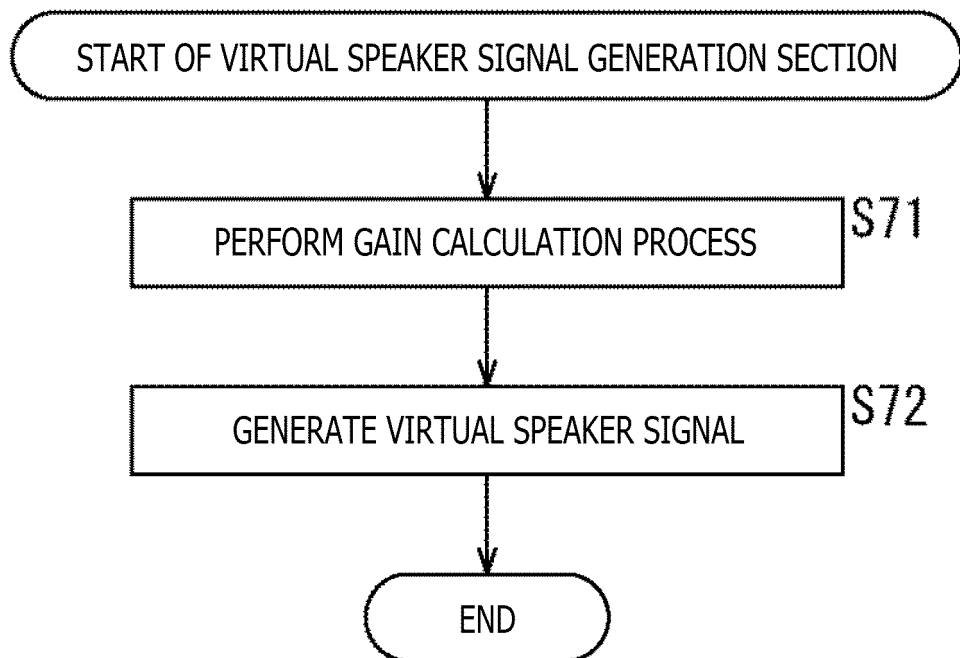 START OF VIRTUAL SPEAKER SIGNAL GENERATION SECTION
PERFORM GAIN CALCULATION PROCESS
S71
GENERATE VIRTUAL SPEAKER SIGNAL
S72
END